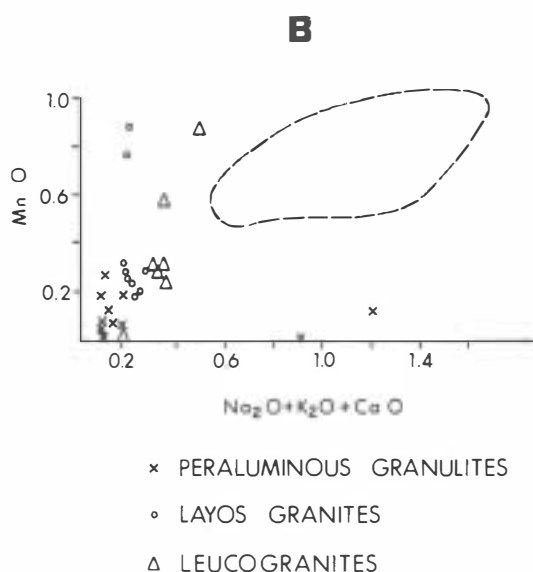 B
1.0
0.6
0.2
Mn O
0.2 0.6 1.0 1.4
Na₂O+K₂O+CaO
× PERALUMINOUS GRANULITES
○ LAYOS GRANITES
△ LEUCOGRANITES